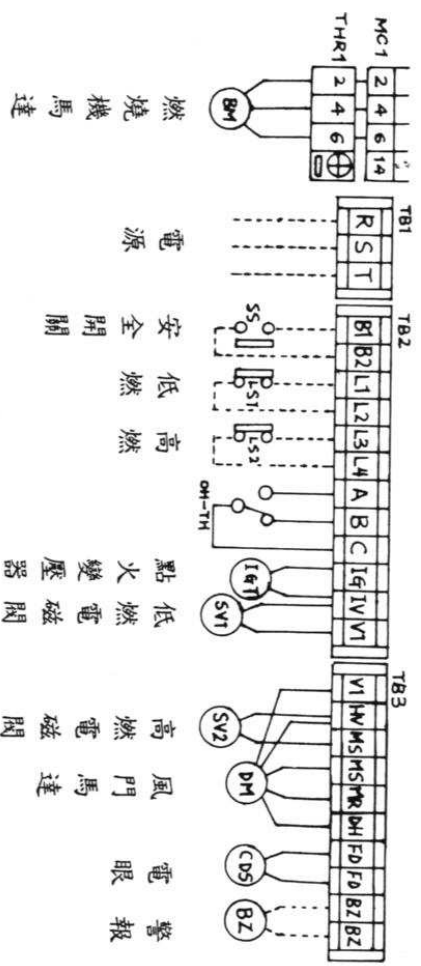 MC1 2 4 6 14
THR1 2 4 6
TB1
R S T
TB2
B1 B2 L1 L2 L3 L4 A B C IG IV V1
TB3
V1 HV MS MS MR DH FD FD BZ BZ
BM
SS
LS1
LS2
OH-TH
IGT
SV1
SV2
DM
CDS
BZ
燃燒機馬達
電源
安全開關
低燃
高燃
點火變壓器
低燃電磁閥
高燃電磁閥
風門馬達
電眼
警報